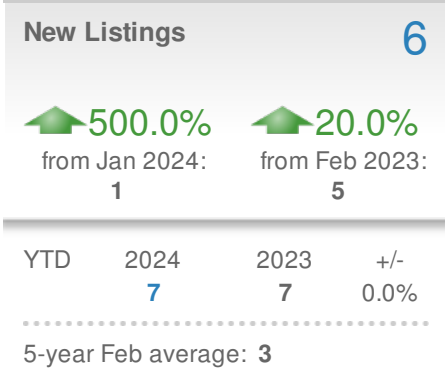 New Listings 6
500.0% 20.0%
from Jan 2024: from Feb 2023:
1 5
YTD 2024 2023 +/-
7 7 0.0%
5-year Feb average: 3